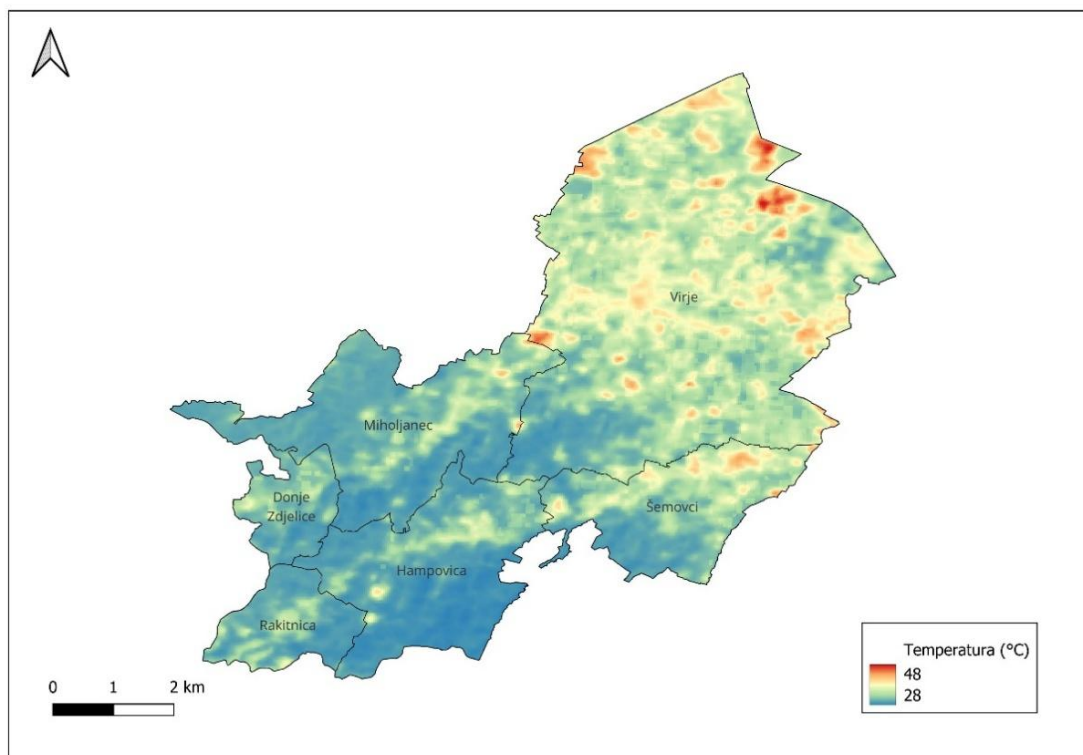 Virje
Miholjanec
Donje
Zdjelice
Šemovci
Hampovica
Rakitnica
0 1 2 km
Temperatura (°C)
48
28